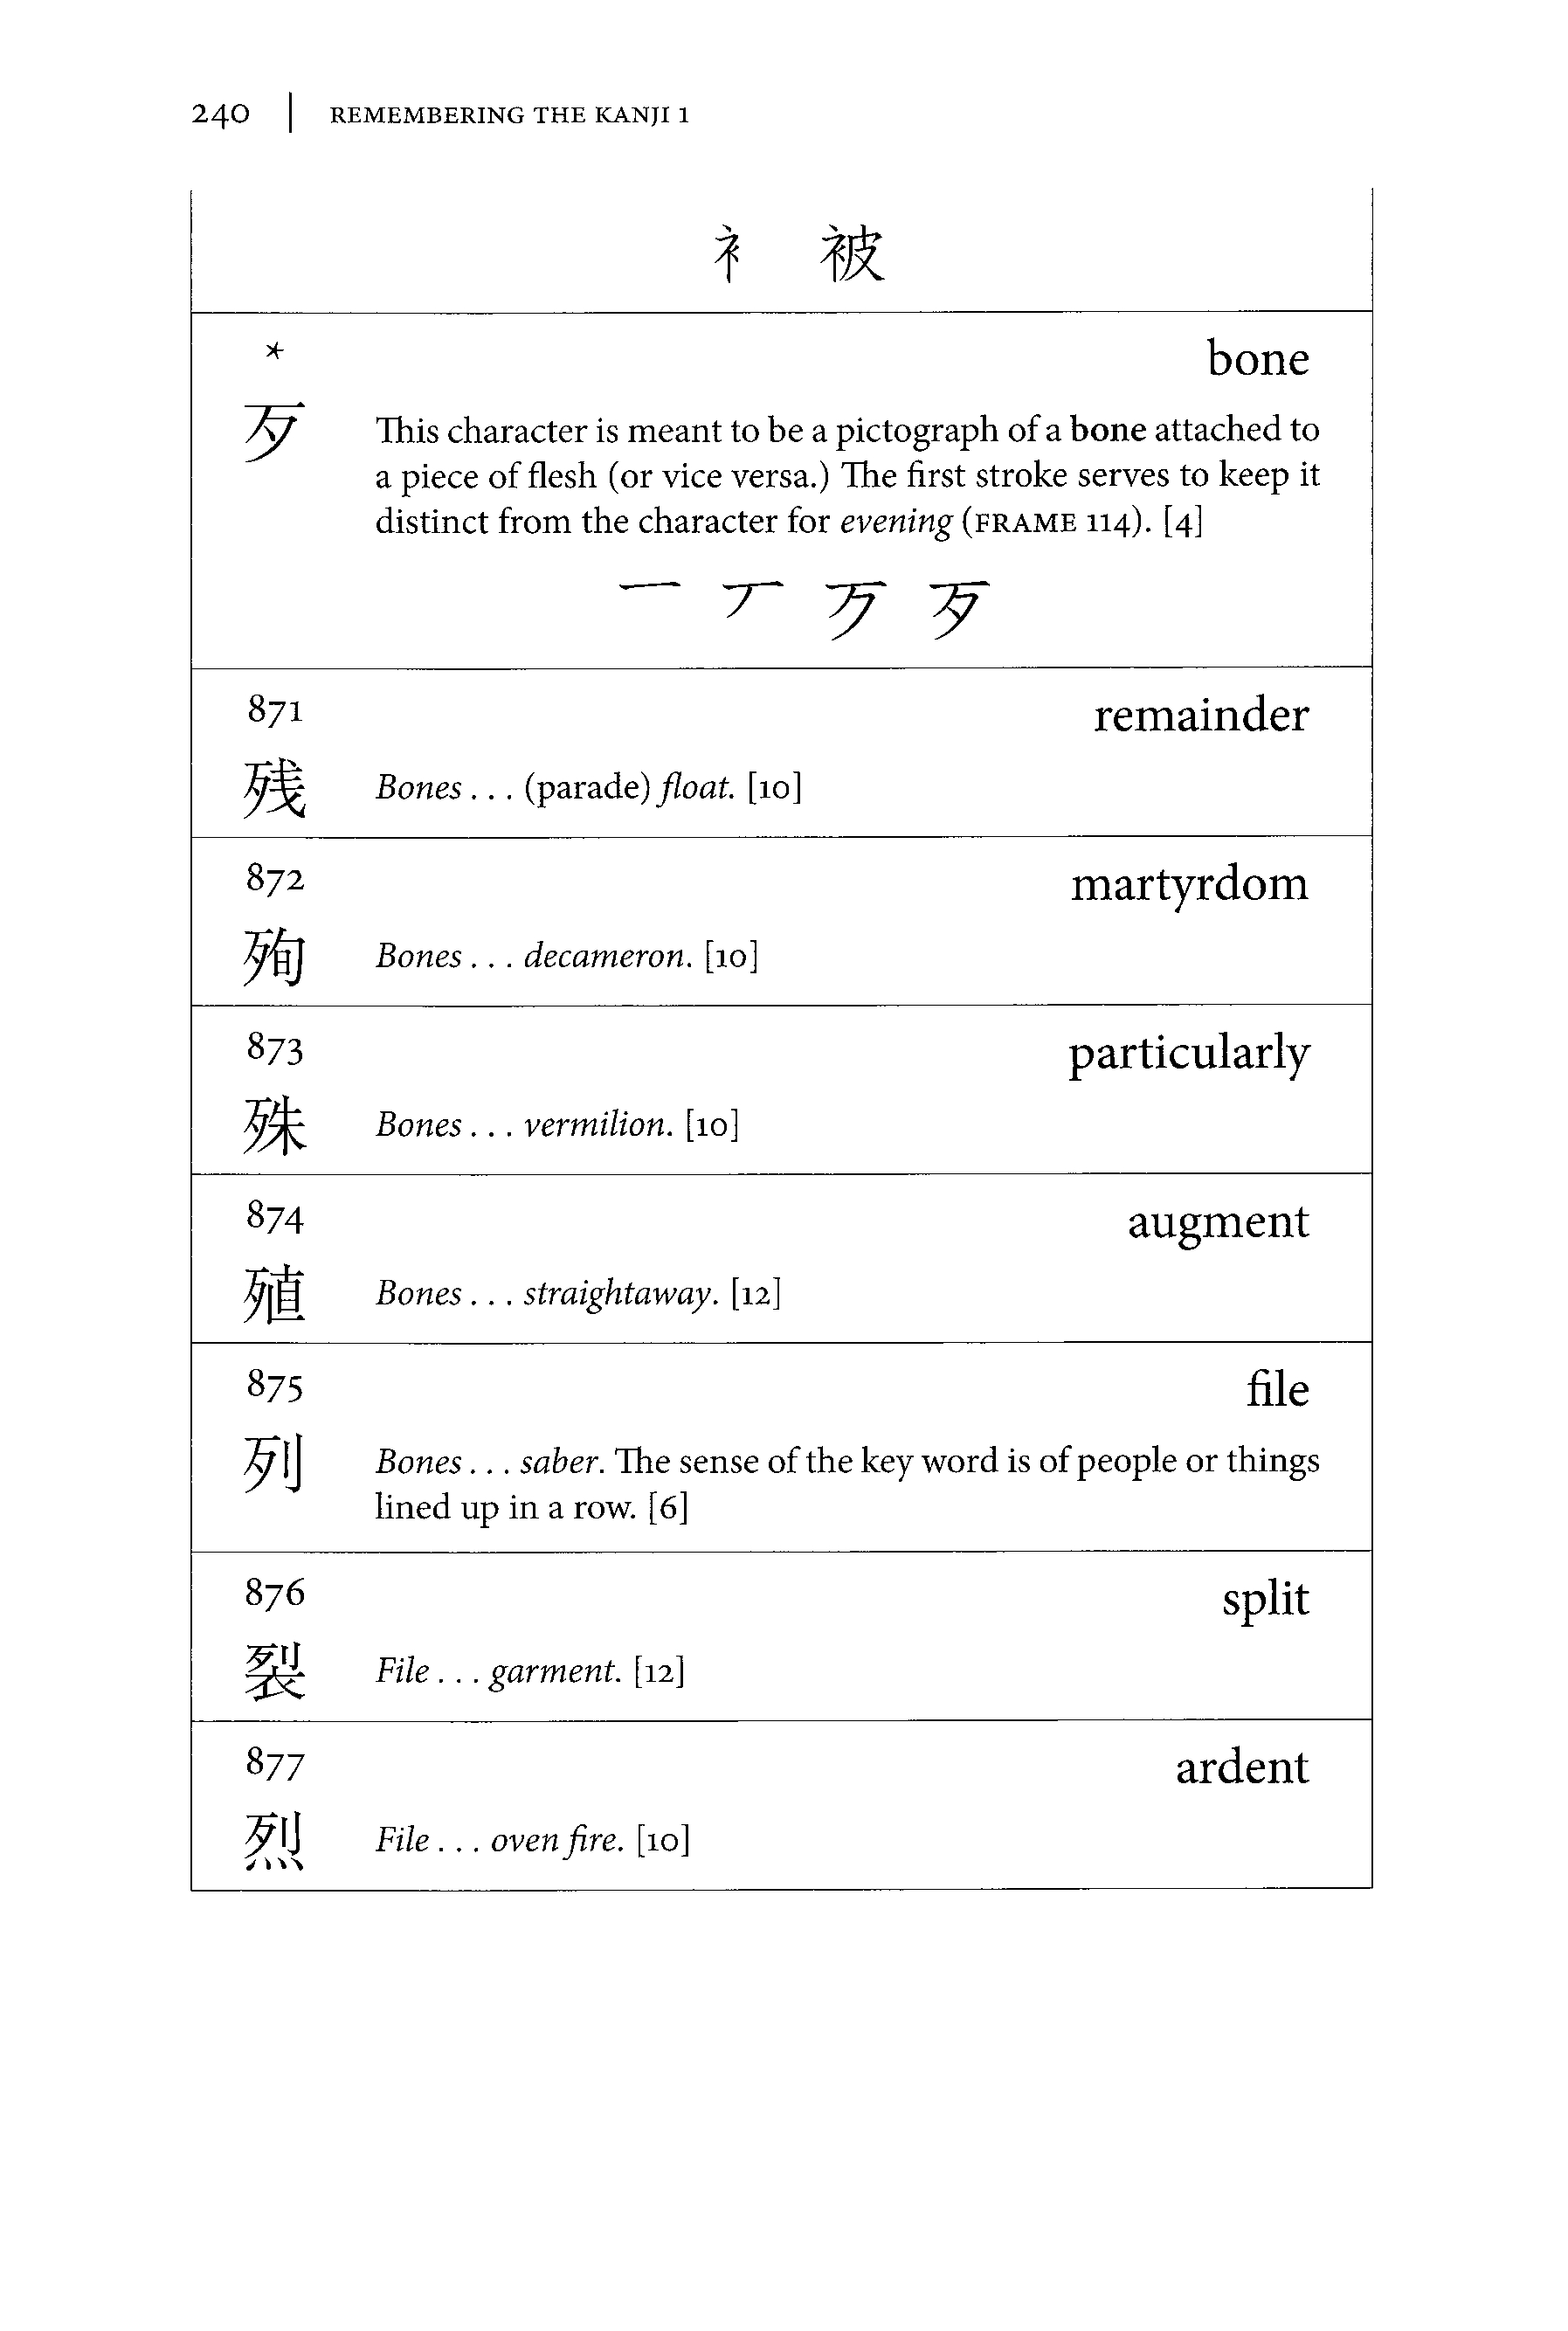 240 | REMEMBERING THE KANJI 1
衤 被
* bone
歹 This character is meant to be a pictograph of a bone attached to
a piece of flesh (or vice versa.) The first stroke serves to keep it
distinct from the character for evening (FRAME 114). [4]
一 丆 万 歹
871 remainder
残 Bones . . . (parade) float. [10]
872 martyrdom
殉 Bones . . . decameron. [10]
873 particularly
殊 Bones . . . vermilion. [10]
874 augment
殖 Bones . . . straightaway. [12]
875 file
列 Bones . . . saber. The sense of the key word is of people or things
lined up in a row. [6]
876 split
裂 File . . . garment. [12]
877 ardent
烈 File . . . oven fire. [10]